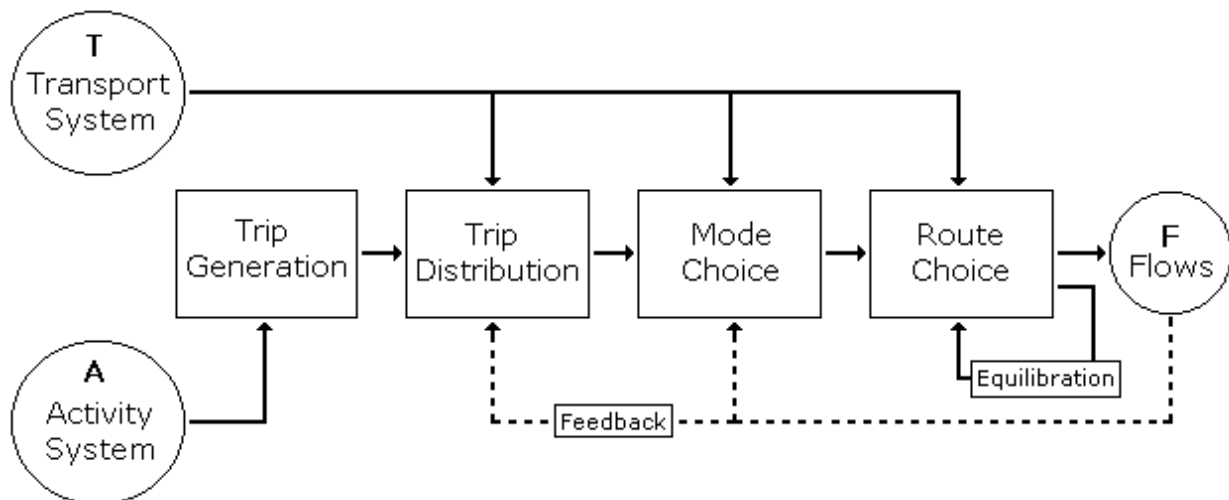 T
Transport
System
Trip
Generation
Trip
Distribution
Mode
Choice
Route
Choice
F
Flows
A
Activity
System
Equilibration
Feedback